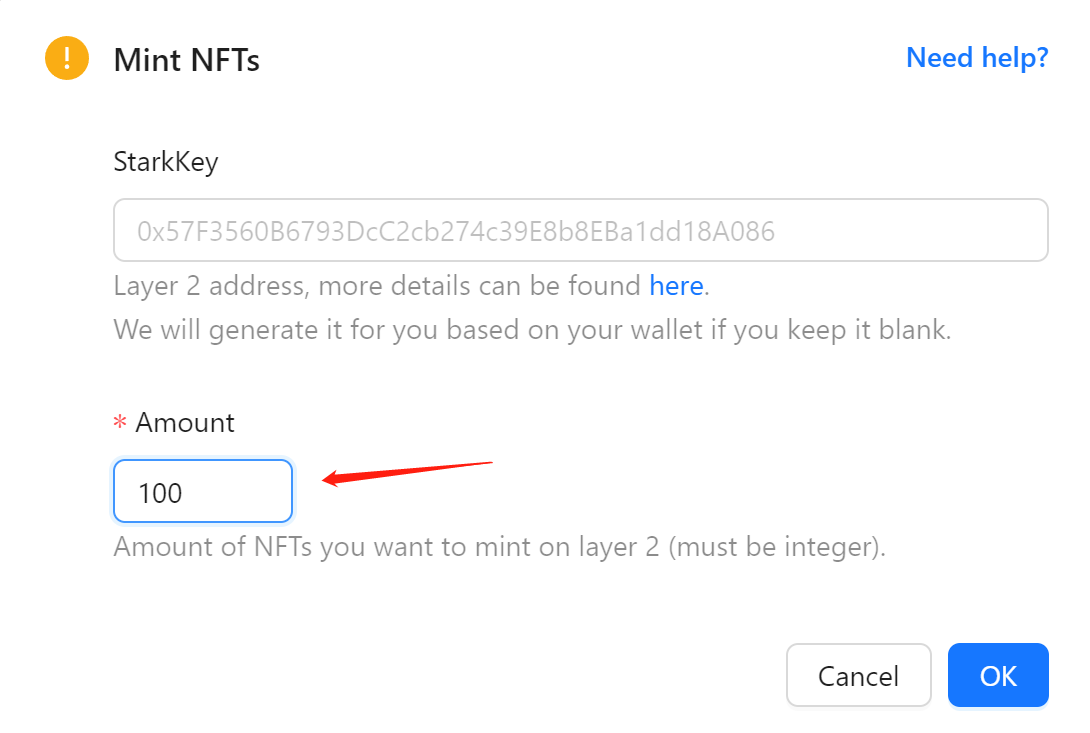 !
Mint NFTs
Need help?
StarkKey
0x57F3560B6793DcC2cb274c39E8b8EBa1dd18A086
Layer 2 address, more details can be found here.
We will generate it for you based on your wallet if you keep it blank.
* Amount
100
Amount of NFTs you want to mint on layer 2 (must be integer).
Cancel
OK